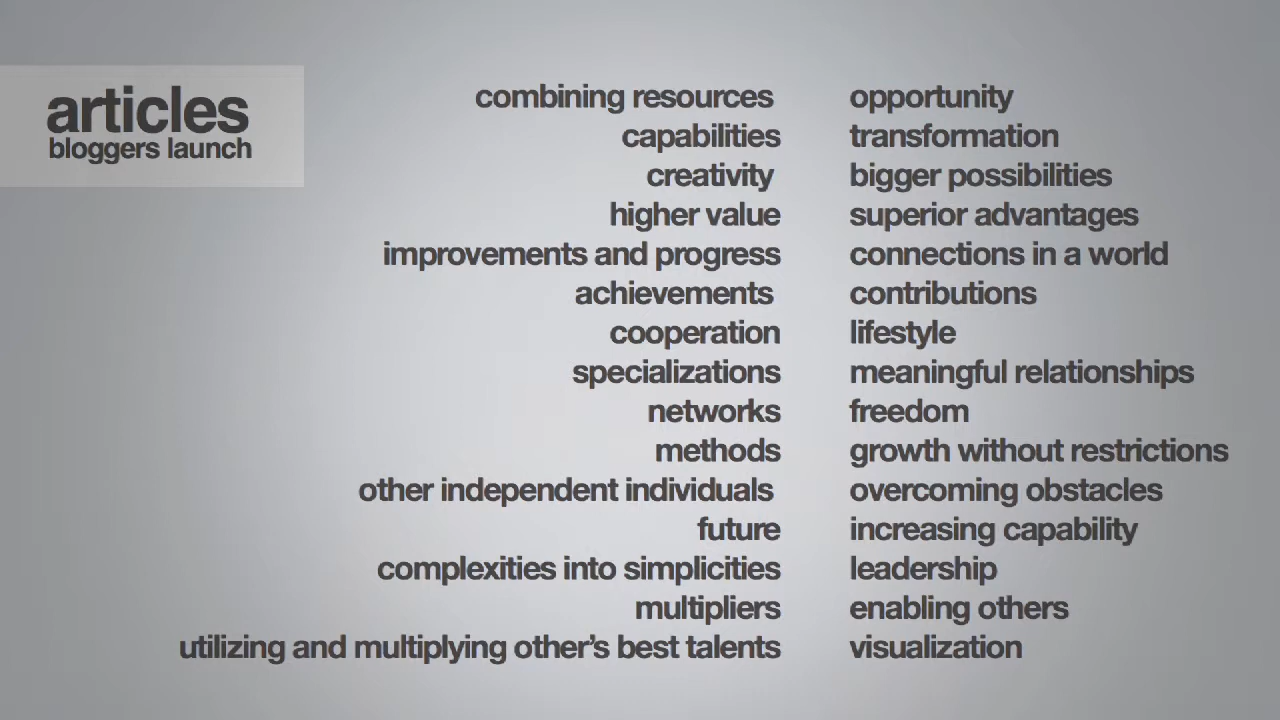 articles
bloggers launch
combining resources
capabilities
creativity
higher value
improvements and progress
achievements
cooperation
specializations
networks
methods
other independent individuals
future
complexities into simplicities
multipliers
utilizing and multiplying other’s best talents
opportunity
transformation
bigger possibilities
superior advantages
connections in a world
contributions
lifestyle
meaningful relationships
freedom
growth without restrictions
overcoming obstacles
increasing capability
leadership
enabling others
visualization